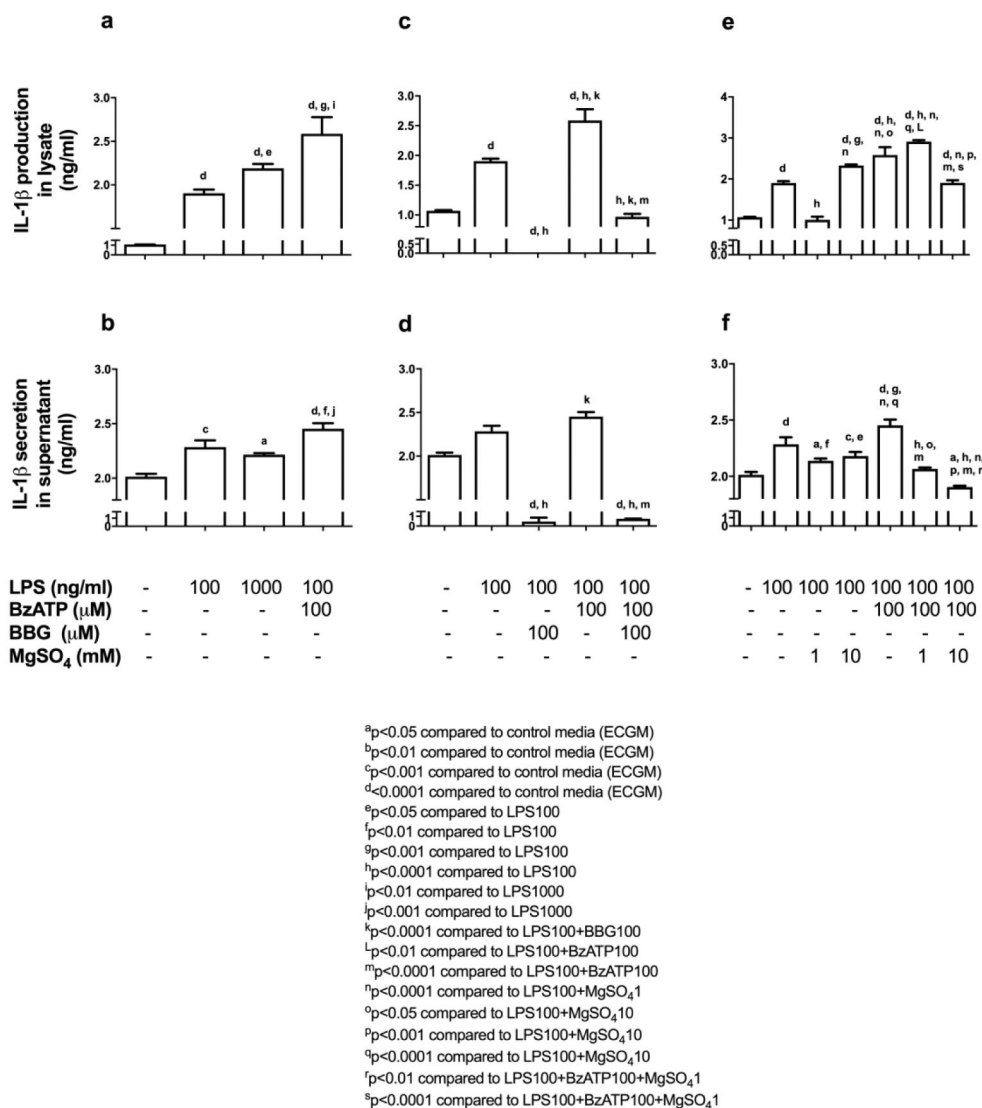 a
c
e
IL-1β production
in lysate
(ng/ml)
3.0
2.5
2.0
1
0
d
d, e
d, g, i
3.0
2.5
2.0
1.5
1.0
0.5
0.0
d
d, h
d, h, k
h, k, m
4
3
2
1
0.5
0.0
d
h
d, g,
n
d, h,
n, o
d, h, n,
q, L
d, n, p,
m, s
b
d
f
IL-1β secretion
in supernatant
(ng/ml)
3.0
2.5
2.0
1
0
c
a
d, f, j
3.0
2.5
2.0
1
0
d, h
k
d, h, m
3.0
2.5
2.0
1
0
d
a, f
c, e
d, g,
n, q
h, o,
m
a, h, n,
p, m, r
LPS (ng/ml) - 100 1000 100 - 100 100 100 100 - 100 100 100 100 100 100
BzATP (μM) - - - 100 - - - 100 100 - - - - 100 100 100
BBG (μM) - - - - - - 100 - 100 - - - - - - -
MgSO₄ (mM) - - - - - - - - - - - 1 10 - 1 10
ᵃp<0.05 compared to control media (ECGM)
ᵇp<0.01 compared to control media (ECGM)
ᶜp<0.001 compared to control media (ECGM)
ᵈ<0.0001 compared to control media (ECGM)
ᵉp<0.05 compared to LPS100
ᶠp<0.01 compared to LPS100
ᵍp<0.001 compared to LPS100
ʰp<0.0001 compared to LPS100
ⁱp<0.01 compared to LPS1000
ʲp<0.001 compared to LPS1000
ᵏp<0.0001 compared to LPS100+BBG100
ᴸp<0.01 compared to LPS100+BzATP100
ᵐp<0.0001 compared to LPS100+BzATP100
ⁿp<0.0001 compared to LPS100+MgSO₄1
ᵒp<0.05 compared to LPS100+MgSO₄10
ᵖp<0.001 compared to LPS100+MgSO₄10
𐞥p<0.0001 compared to LPS100+MgSO₄10
ʳp<0.01 compared to LPS100+BzATP100+MgSO₄1
ˢp<0.0001 compared to LPS100+BzATP100+MgSO₄1